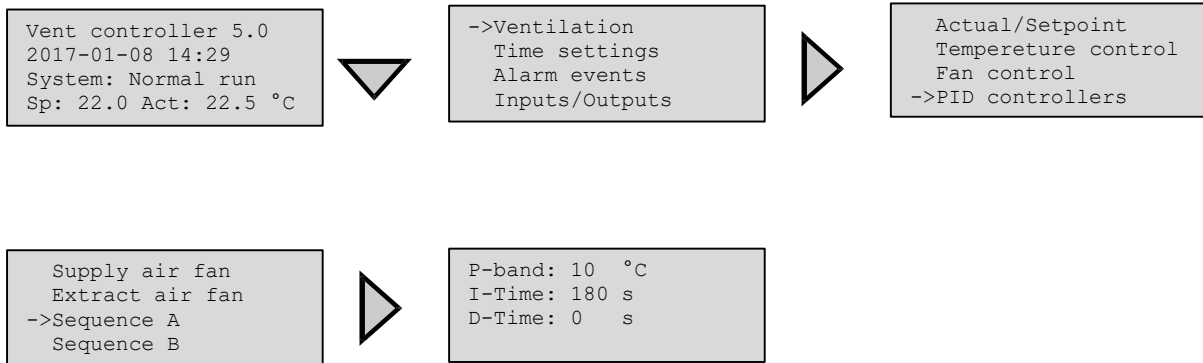 Vent controller 5.0
2017-01-08 14:29
System: Normal run
Sp: 22.0 Act: 22.5 °C
->Ventilation
Time settings
Alarm events
Inputs/Outputs
Actual/Setpoint
Tempereture control
Fan control
->PID controllers
Supply air fan
Extract air fan
->Sequence A
Sequence B
P-band: 10 °C
I-Time: 180 s
D-Time: 0 s